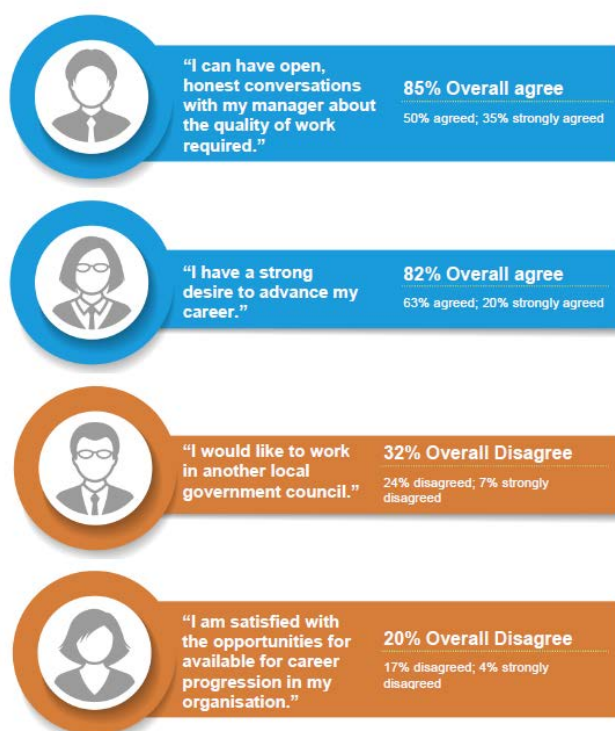 “I can have open,
honest conversations
with my manager about
the quality of work
required.”
85% Overall agree
50% agreed; 35% strongly agreed
“I have a strong
desire to advance my
career.”
82% Overall agree
63% agreed; 20% strongly agreed
“I would like to work
in another local
government council.”
32% Overall Disagree
24% disagreed; 7% strongly
disagreed
“I am satisfied with
the opportunities for
available for career
progression in my
organisation.”
20% Overall Disagree
17% disagreed; 4% strongly
disagreed